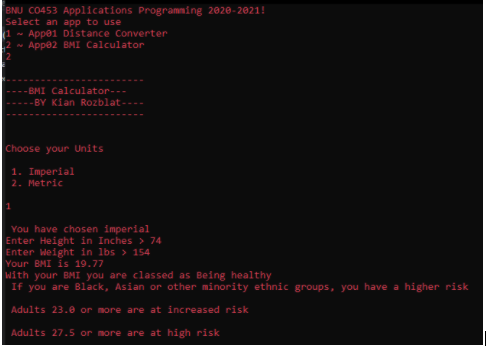 BNU CO453 Applications Programming 2020-2021!
Select an app to use
1 ~ App01 Distance Converter
2 ~ App02 BMI Calculator
2
------------------------
----BMI Calculator---
-----BY Kian Rozblat----
------------------------
Choose your Units
1. Imperial
2. Metric
1
You have chosen imperial
Enter Height in Inches > 74
Enter Weight in lbs > 154
Your BMI is 19.77
With your BMI you are classed as Being healthy
If you are Black, Asian or other minority ethnic groups, you have a higher risk
Adults 23.0 or more are at increased risk
Adults 27.5 or more are at high risk